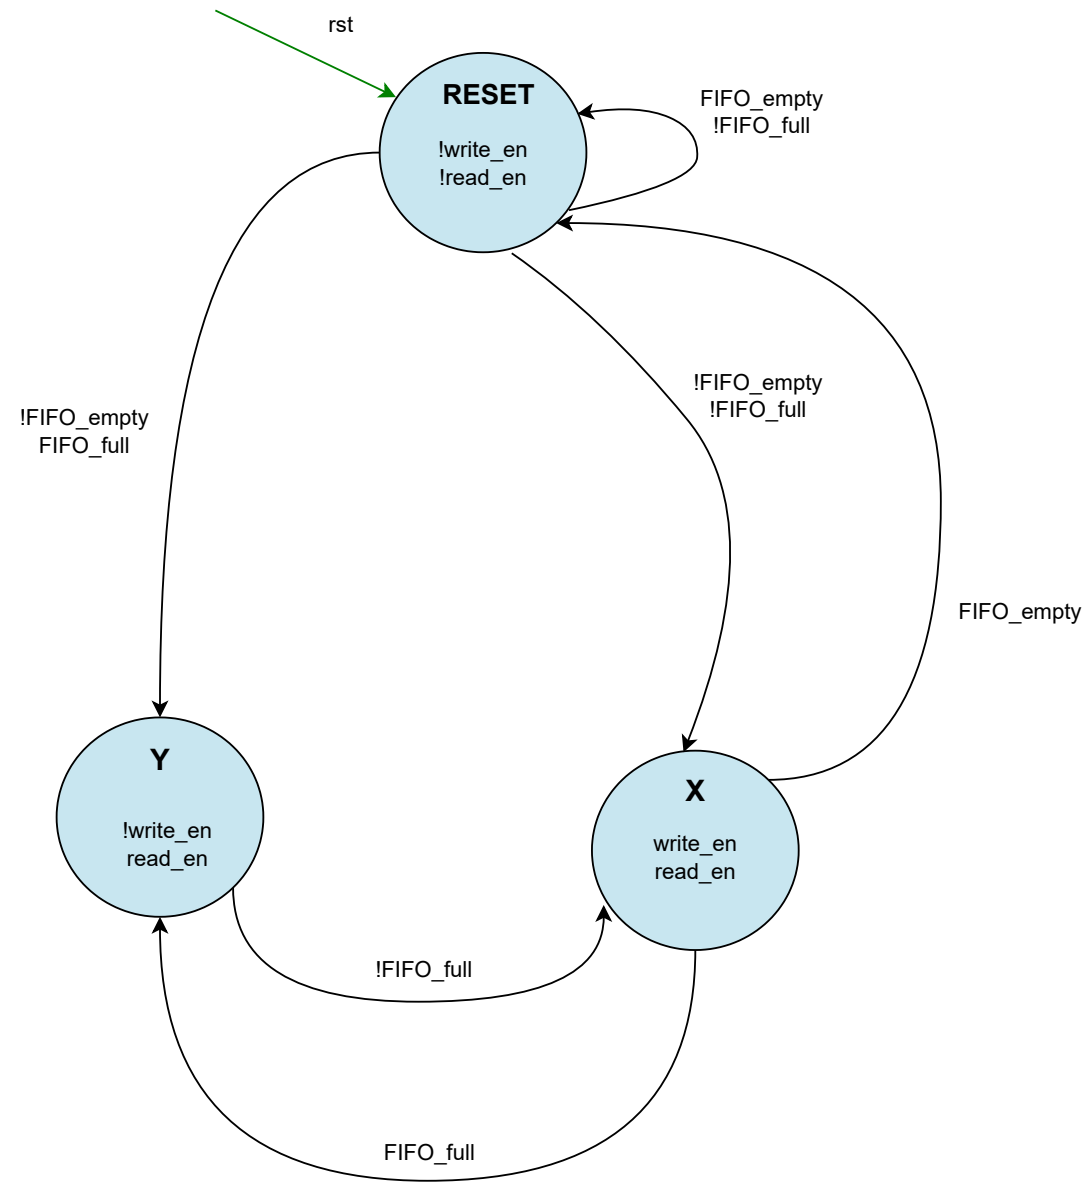 rst
RESET
!write_en
!read_en
FIFO_empty
!FIFO_full
!FIFO_empty
!FIFO_full
!FIFO_empty
FIFO_full
FIFO_empty
Y
!write_en
read_en
X
write_en
read_en
!FIFO_full
FIFO_full